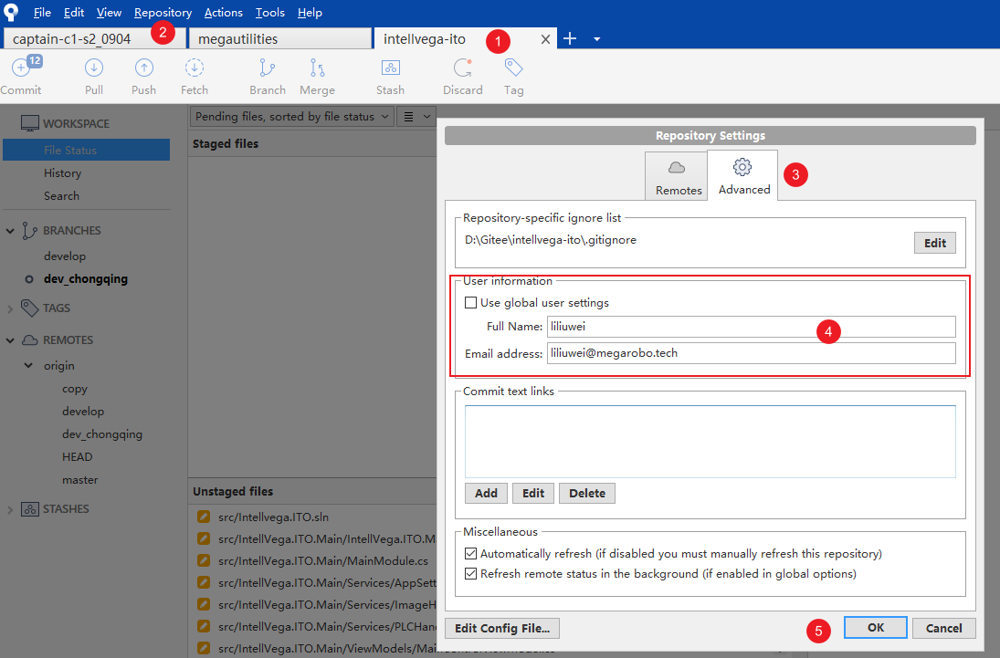 File Edit View Repository Actions Tools Help
captain-c1-s2_0904 2 megautilities intellvega-ito 1
12
Commit Pull Push Fetch Branch Merge Stash Discard Tag
WORKSPACE
File Status
History
Search
BRANCHES
develop
dev_chongqing
TAGS
REMOTES
origin
copy
develop
dev_chongqing
HEAD
master
STASHES
Pending files, sorted by file status
Staged files
Unstaged files
src/Intellvega.ITO.sln
src/IntellVega.ITO.Main/IntellVega.ITO.M
src/IntellVega.ITO.Main/MainModule.cs
src/IntellVega.ITO.Main/Services/AppSett
src/IntellVega.ITO.Main/Services/ImageH
src/IntellVega.ITO.Main/Services/PLCHan
src/IntellVega.ITO.Main/ViewModels/
Repository Settings
Remotes Advanced 3
Repository-specific ignore list
D:\Gitee\intellvega-ito\.gitignore Edit
User information
Use global user settings
Full Name: liliuwei 4
Email address: liliuwei@megarobo.tech
Commit text links
Add Edit Delete
Miscellaneous
Automatically refresh (if disabled you must manually refresh this repository)
Refresh remote status in the background (if enabled in global options)
Edit Config File... 5 OK Cancel